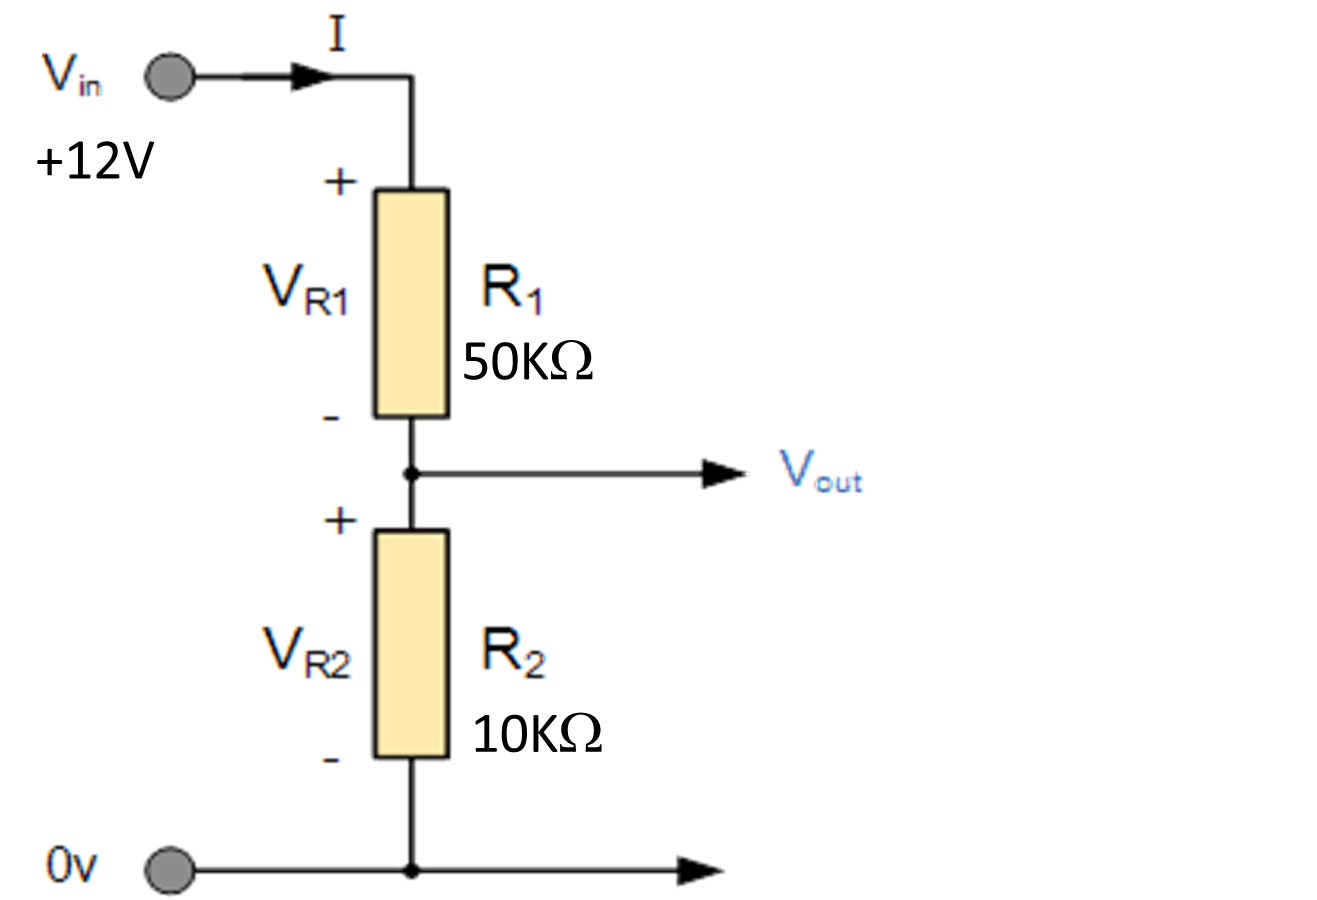 I
Vin
+12V
+
VR1
R1
50KΩ
-
Vout
+
VR2
R2
10KΩ
-
0v